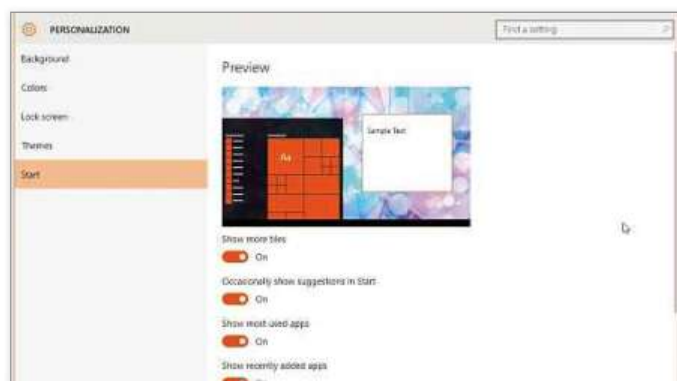 PERSONALIZATION
Find a setting
Background
Colors
Lock screen
Themes
Start
Preview
Sample Text
Aa
Show more tiles
On
Occasionally show suggestions in Start
On
Show most used apps
On
Show recently added apps
On